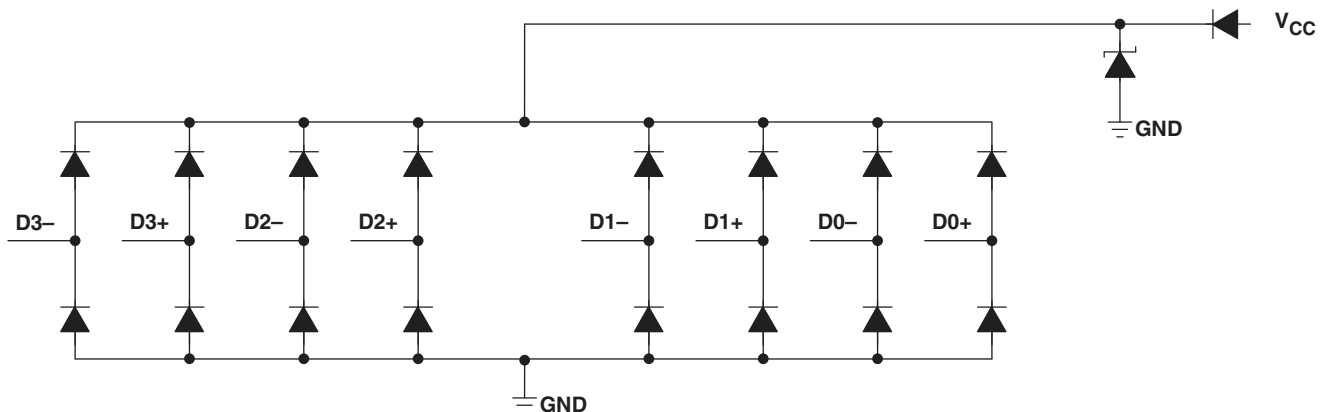 VCC
GND
D3– D3+ D2– D2+ D1– D1+ D0– D0+
GND